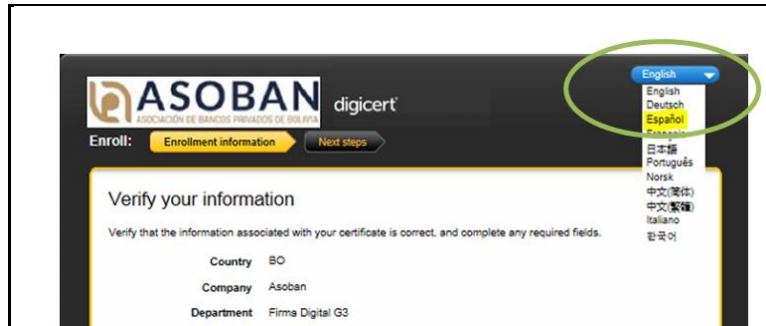 ASOBAN
ASOCIACIÓN DE BANCOS PRIVADOS DE BOLIVIA
digicert
English
English
Deutsch
Español
Français
日本語
Português
Norsk
中文(简体)
中文(繁體)
Italiano
한국어
Enroll:
Enrollment information
Next steps
Verify your information
Verify that the information associated with your certificate is correct, and complete any required fields.
Country BO
Company Asoban
Department Firma Digital G3